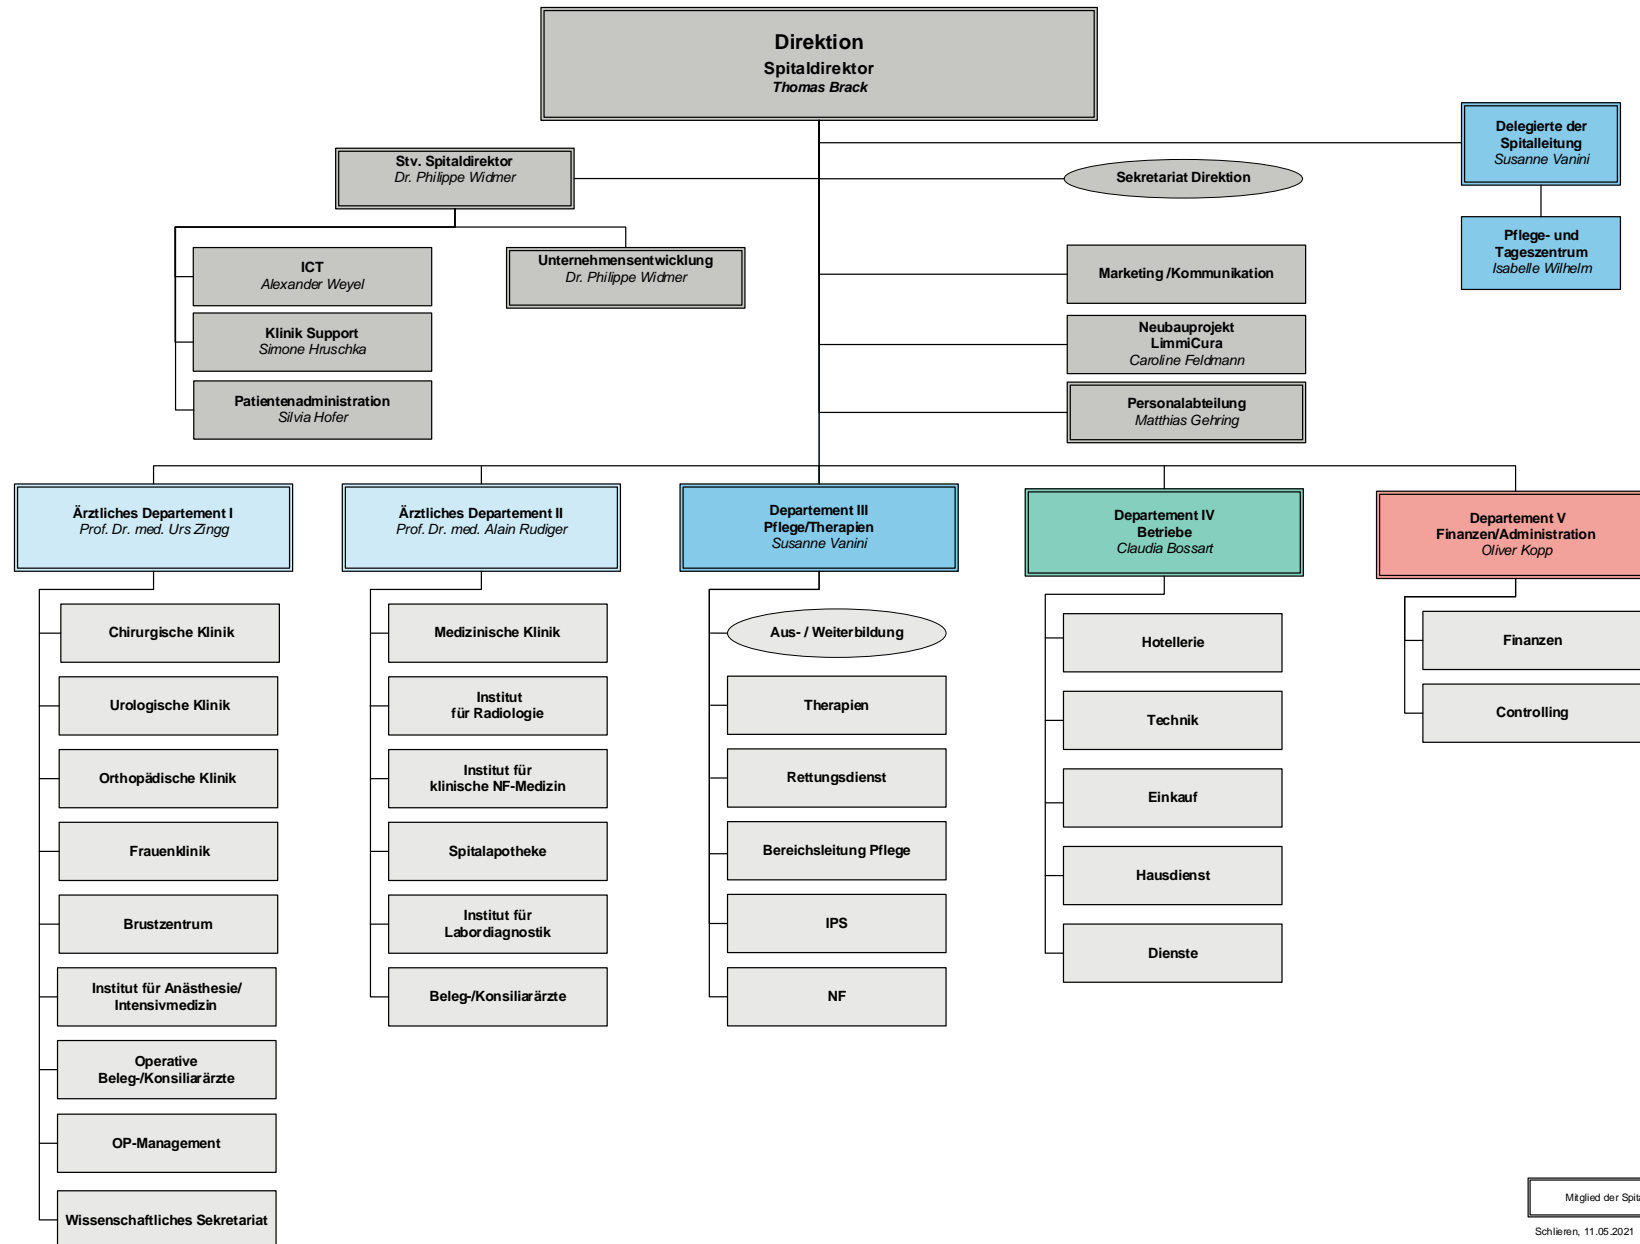 Direktion
Spitaldirektor
Thomas Brack
Delegierte der
Spitalleitung
Susanne Vanini
Stv. Spitaldirektor
Dr. Philippe Widmer
Sekretariat Direktion
Pflege- und
Tageszentrum
Isabelle Wilhelm
ICT
Alexander Weyel
Unternehmensentwicklung
Dr. Philippe Widmer
Marketing /Kommunikation
Klinik Support
Simone Hruschka
Neubauprojekt
LimmiCura
Caroline Feldmann
Patientenadministration
Silvia Hofer
Personalabteilung
Matthias Gehring
Ärztliches Departement I
Prof. Dr. med. Urs Zingg
Ärztliches Departement II
Prof. Dr. med. Alain Rudiger
Departement III
Pflege/Therapien
Susanne Vanini
Departement IV
Betriebe
Claudia Bossart
Departement V
Finanzen/Administration
Oliver Kopp
Chirurgische Klinik
Urologische Klinik
Orthopädische Klinik
Frauenklinik
Brustzentrum
Institut für Anästhesie/
Intensivmedizin
Operative
Beleg-/Konsiliarärzte
OP-Management
Wissenschaftliches Sekretariat
Medizinische Klinik
Institut
für Radiologie
Institut für
klinische NF-Medizin
Spitalapotheke
Institut für
Labordiagnostik
Beleg-/Konsiliarärzte
Aus- / Weiterbildung
Therapien
Rettungsdienst
Bereichsleitung Pflege
IPS
NF
Hotellerie
Technik
Einkauf
Hausdienst
Dienste
Finanzen
Controlling
Mitglied der
Schlieren, 11.05.2021